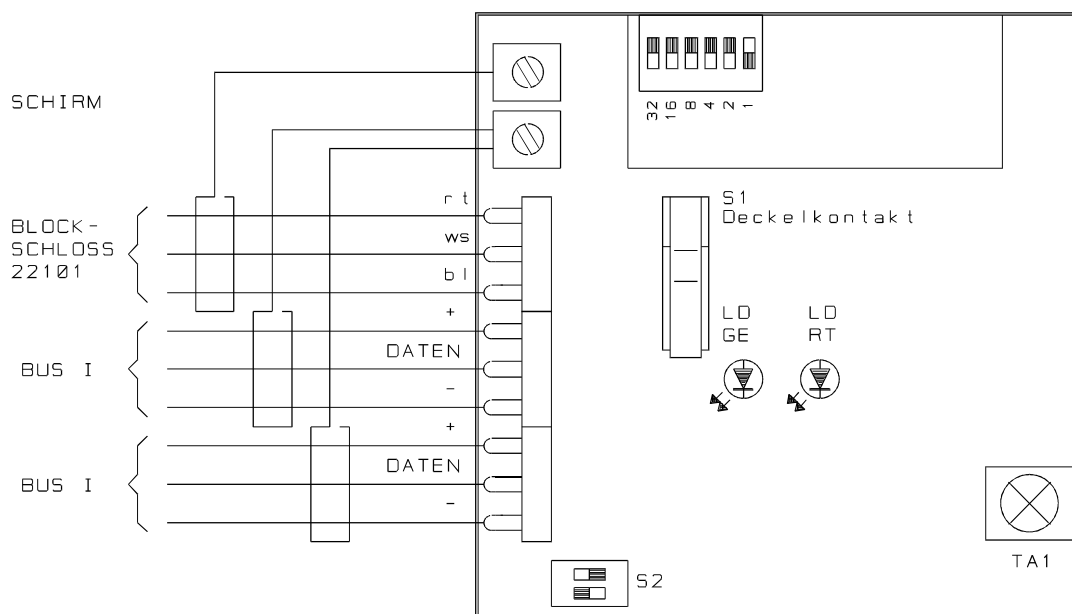 SCHIRM
32
16
8
4
2
1
BLOCK-
SCHLOSS
22101
rt
ws
bl
S1
Deckelkontakt
+
BUS I
DATEN
-
LD
GE
LD
RT
+
BUS I
DATEN
-
TA1
S2